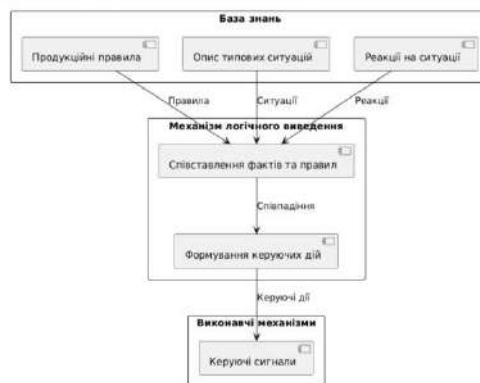 База знань
Продукційні правила
Опис типових ситуацій
Реакції на ситуації
Правила
Ситуації
Реакції
Механізм логічного виведення
Співставлення фактів та правил
Співпадіння
Формування керуючих дій
Керуючі дії
Виконавчі механізми
Керуючі сигнали